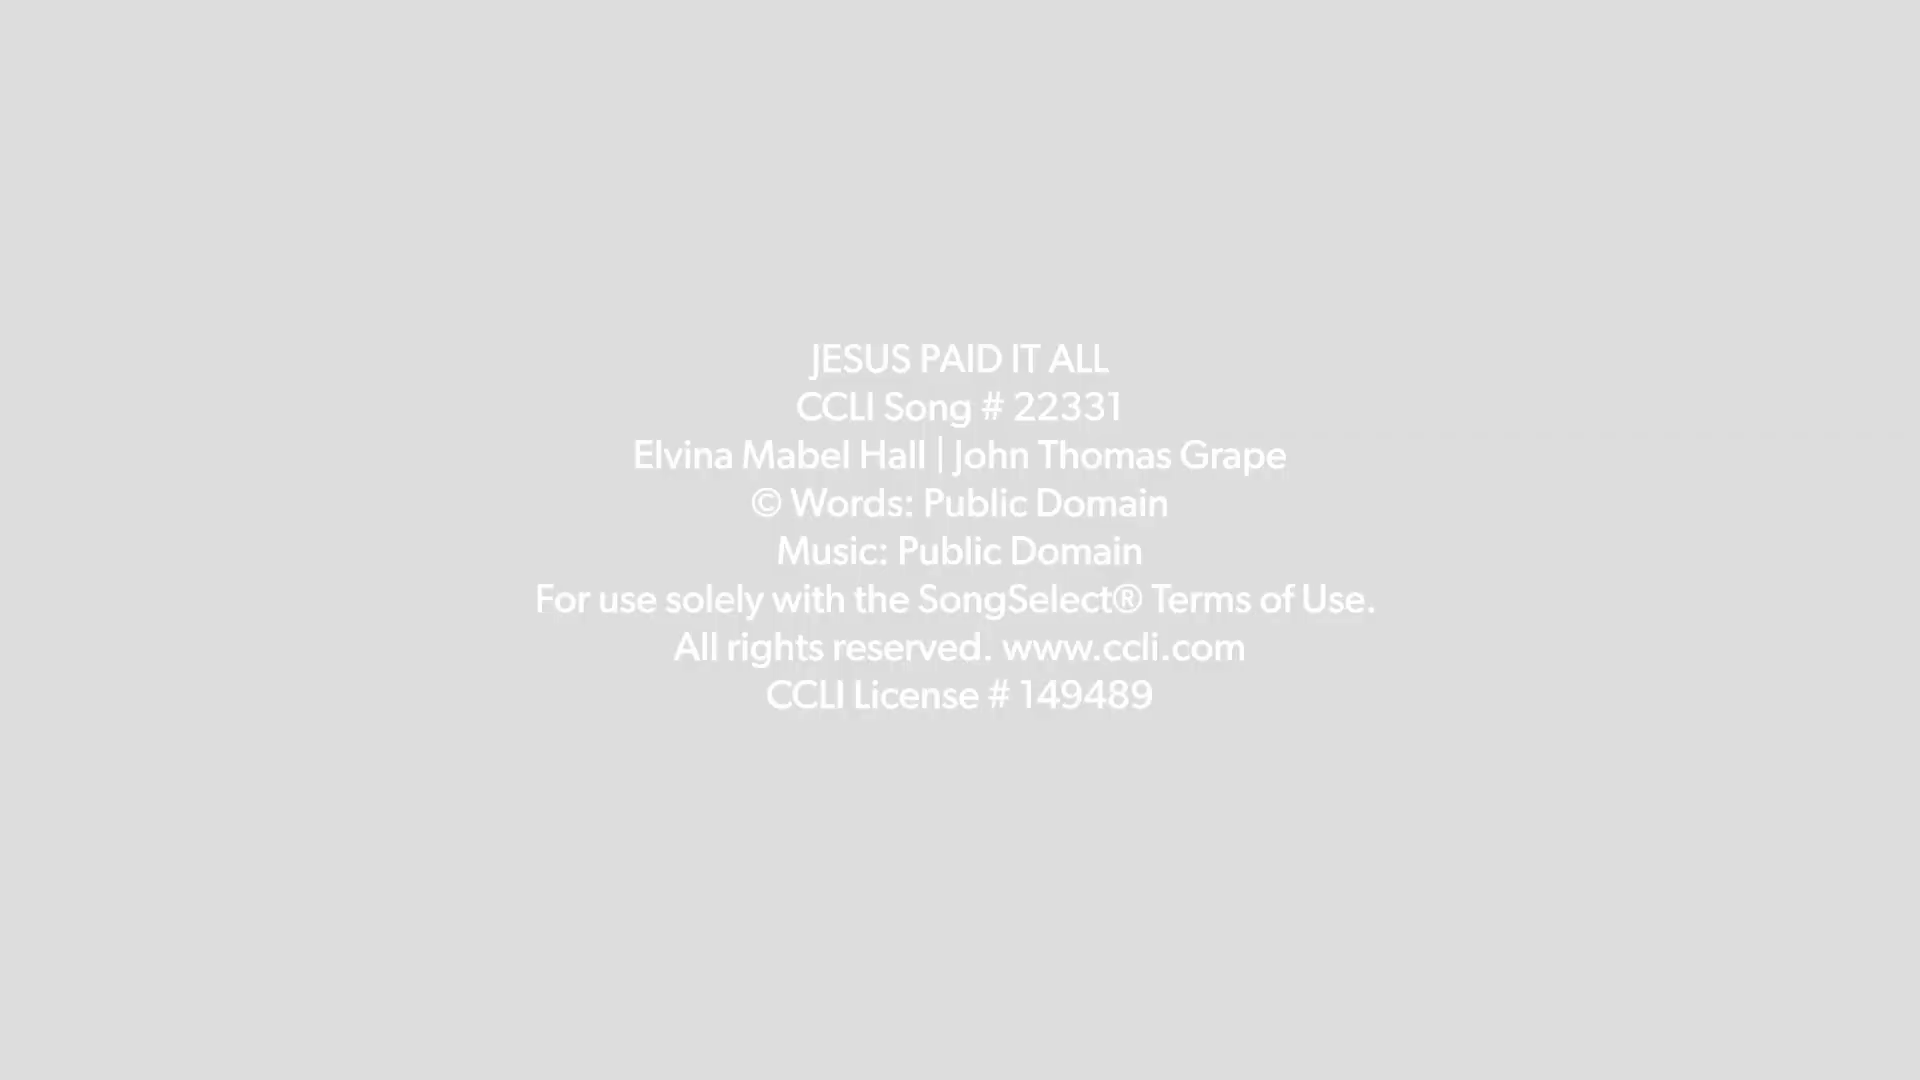 JESUS PAID IT ALL
CCLI Song # 22331
Elvina Mabel Hall | John Thomas Grape
© Words: Public Domain
Music: Public Domain
For use solely with the SongSelect® Terms of Use.
All rights reserved. www.ccli.com
CCLI License # 149489